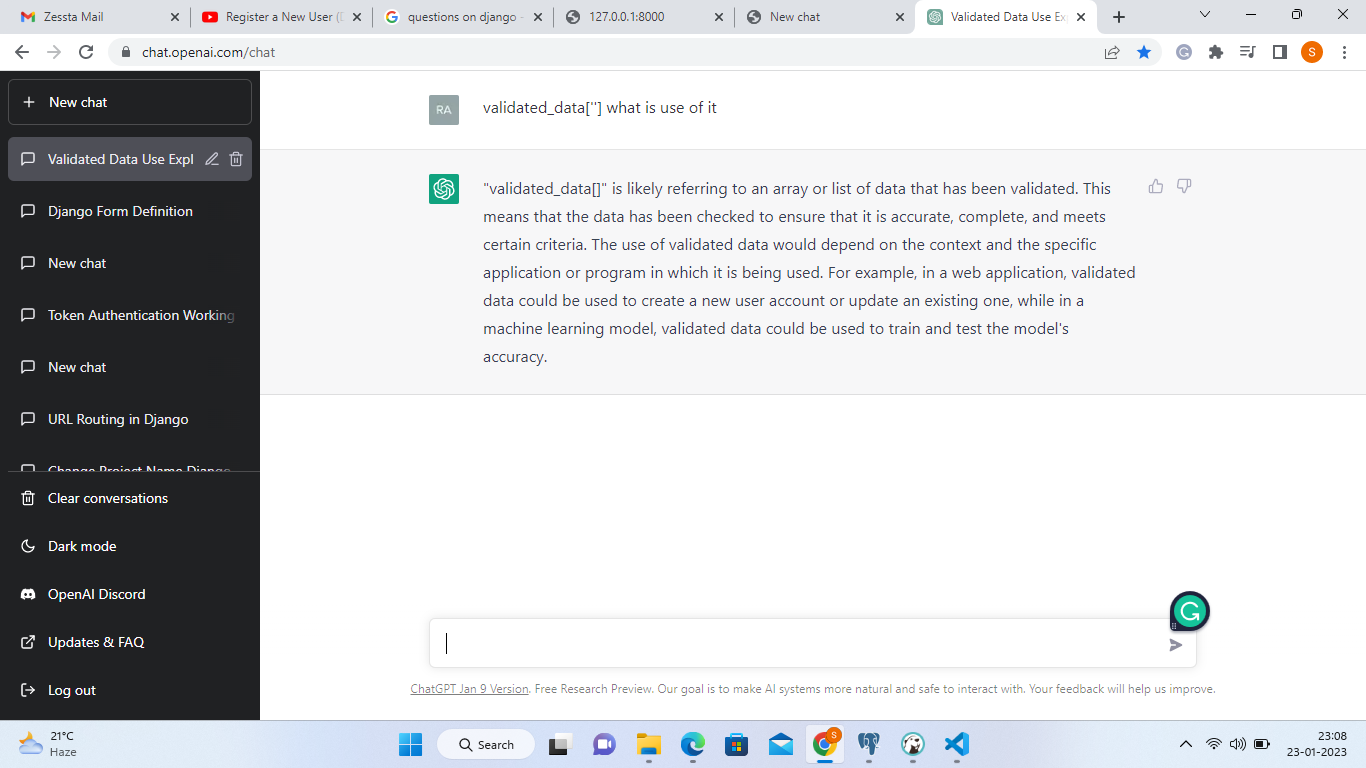 Zessta Mail
Register a New User (I
questions on django -
127.0.0.1:8000
New chat
Validated Data Use Ex
chat.openai.com/chat
S
New chat
Validated Data Use Expl
Django Form Definition
New chat
Token Authentication Working
New chat
URL Routing in Django
Change Project Name Django
Clear conversations
Dark mode
OpenAI Discord
Updates & FAQ
Log out
RA
validated_data[''] what is use of it
"validated_data[]" is likely referring to an array or list of data that has been validated. This
means that the data has been checked to ensure that it is accurate, complete, and meets
certain criteria. The use of validated data would depend on the context and the specific
application or program in which it is being used. For example, in a web application, validated
data could be used to create a new user account or update an existing one, while in a
machine learning model, validated data could be used to train and test the model's
accuracy.
ChatGPT Jan 9 Version. Free Research Preview. Our goal is to make AI systems more natural and safe to interact with. Your feedback will help us improve.
21°C
Haze
Search
S
23:08
23-01-2023